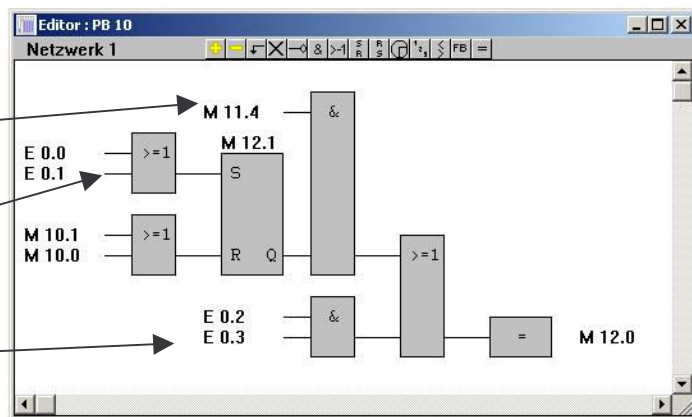 Editor : PB 10
Netzwerk 1
& >-1 S R R S FB =
M 11.4 &
M 12.1
E 0.0 >=1
E 0.1 S
M 10.1 >=1
M 10.0 R Q >=1
E 0.2 &
E 0.3 = M 12.0